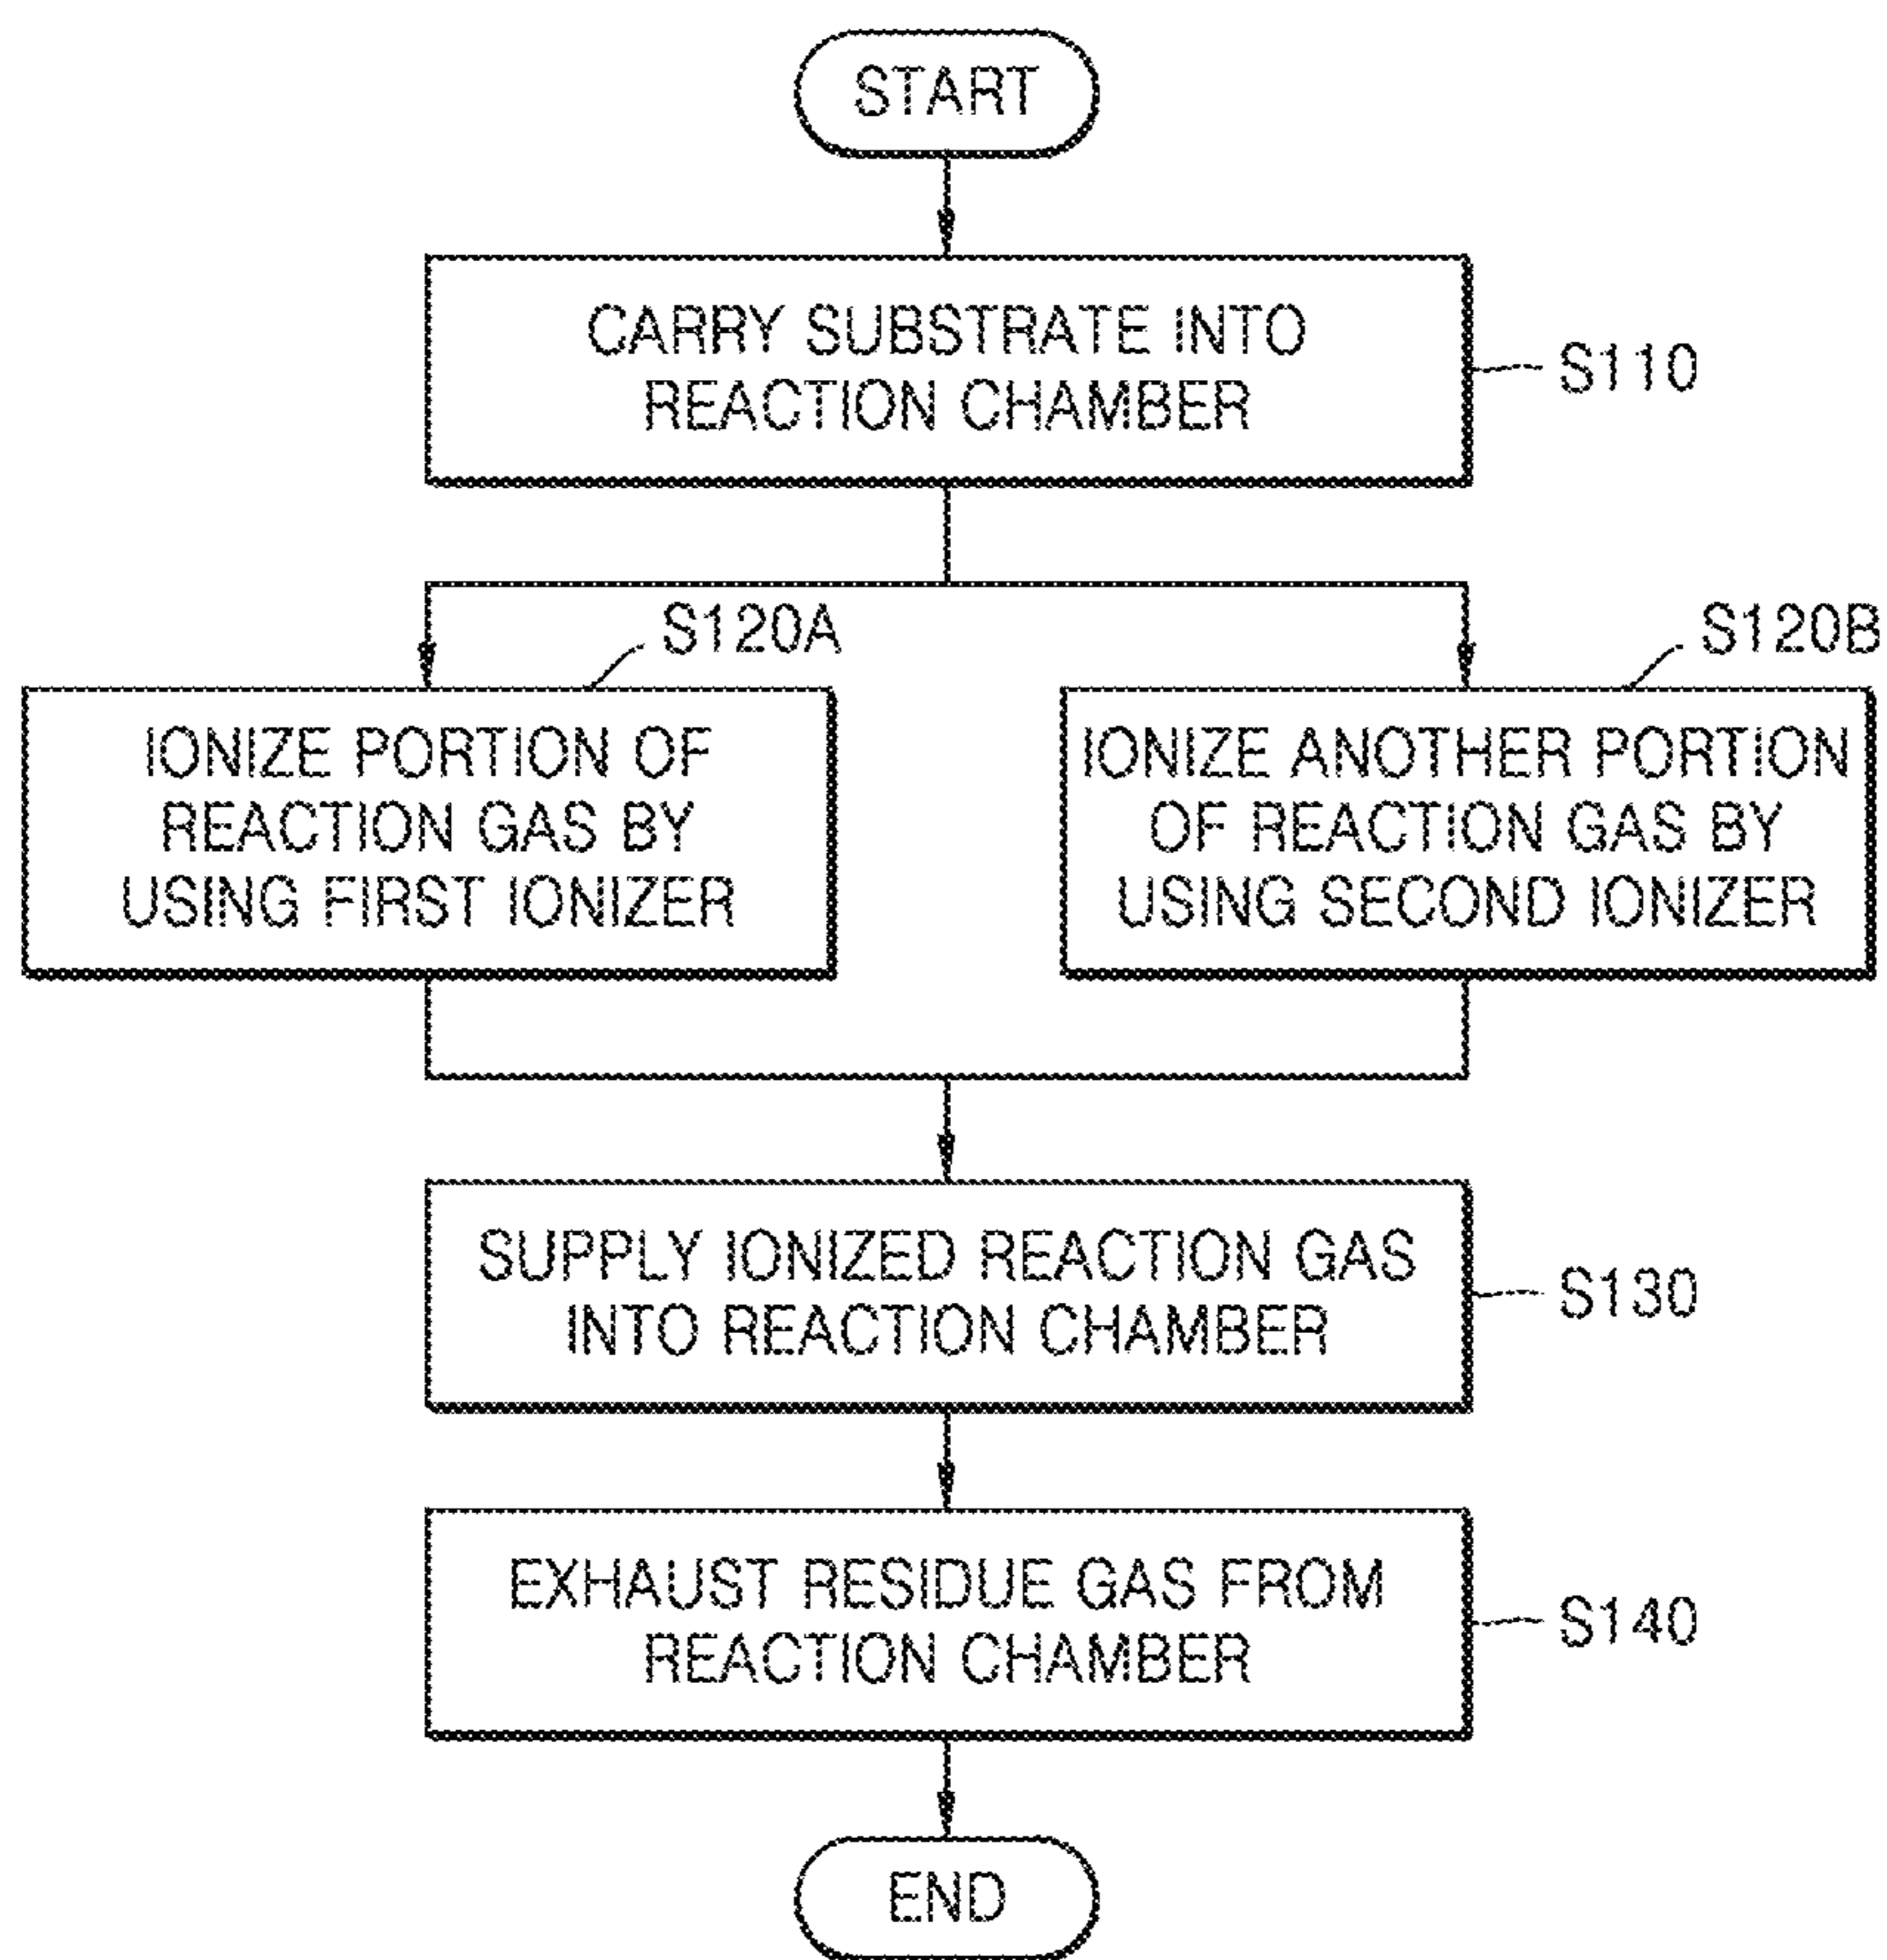 START
CARRY SUBSTRATE INTO
REACTION CHAMBER
S110
S120A
IONIZE PORTION OF
REACTION GAS BY
USING FIRST IONIZER
S120B
IONIZE ANOTHER PORTION
OF REACTION GAS BY
USING SECOND IONIZER
SUPPLY IONIZED REACTION GAS
INTO REACTION CHAMBER
S130
EXHAUST RESIDUE GAS FROM
REACTION CHAMBER
S140
END